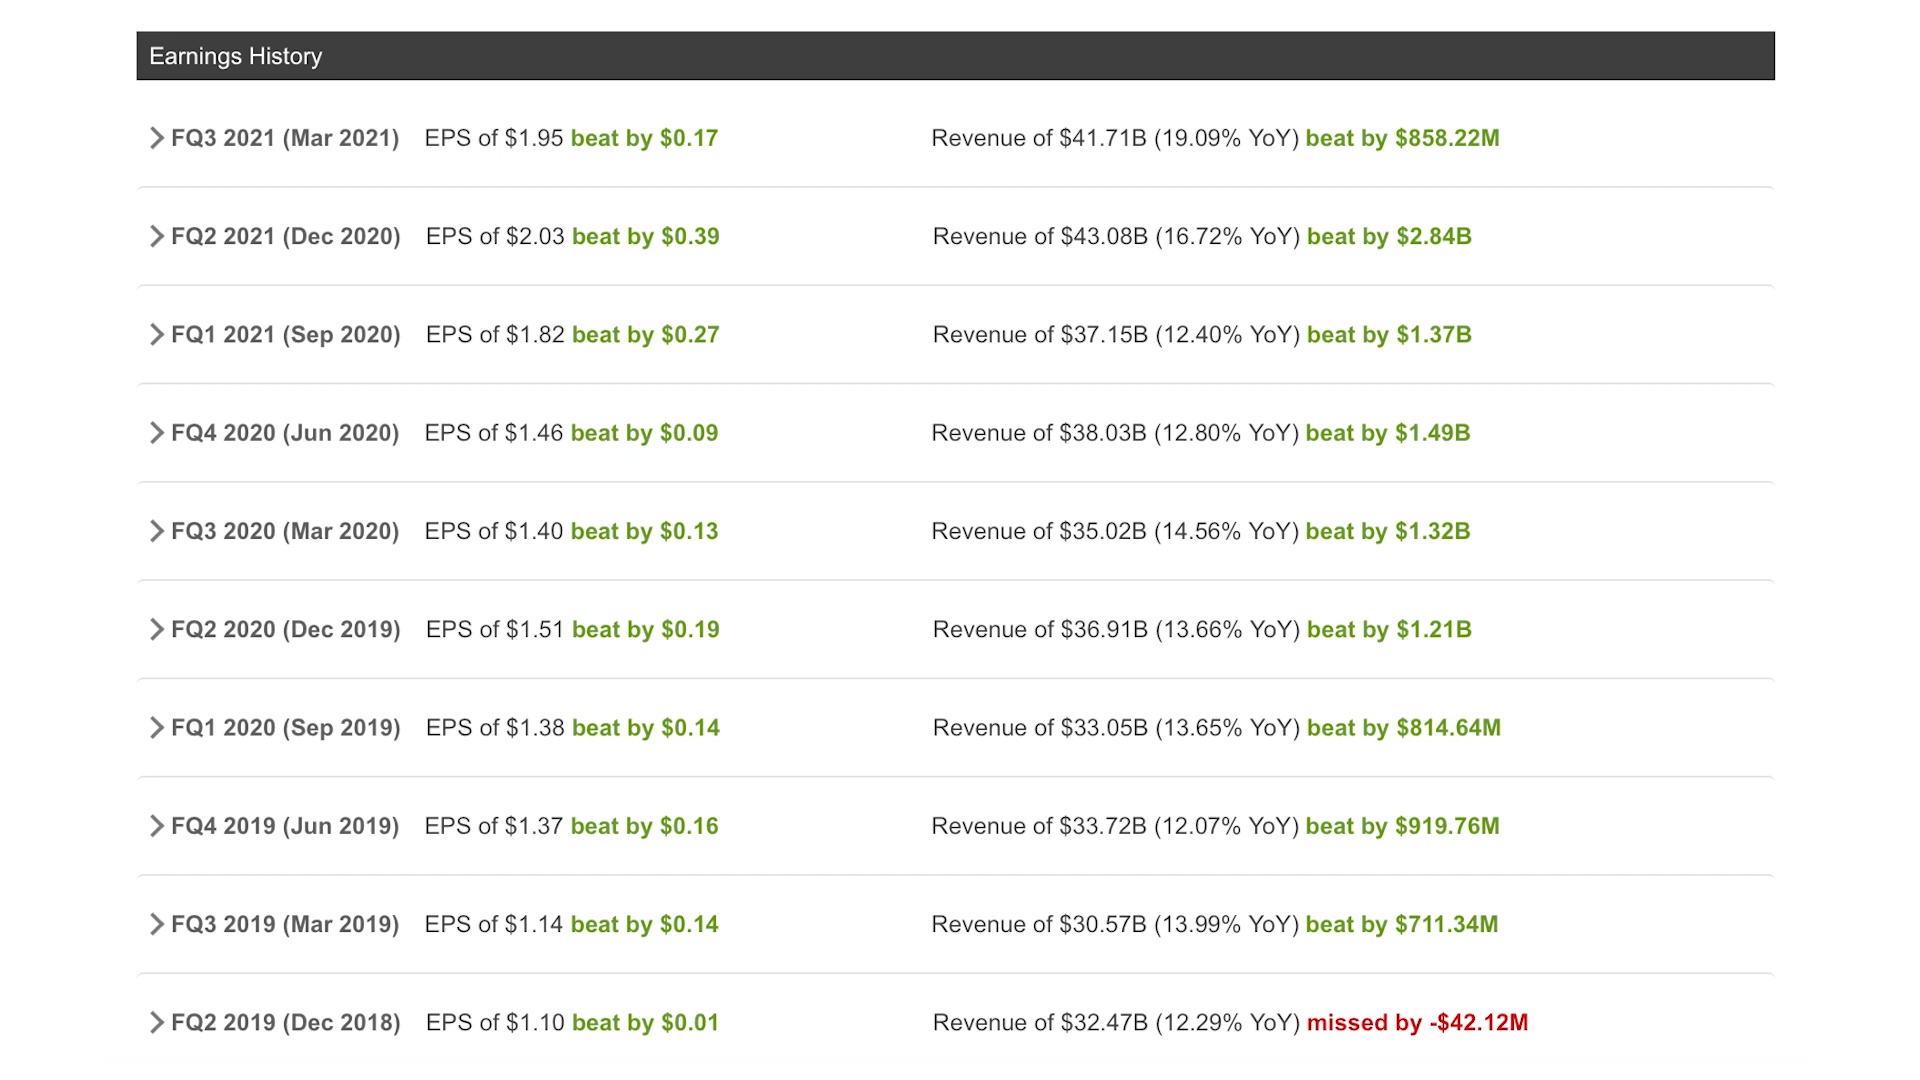 Earnings History
FQ3 2021 (Mar 2021) EPS of $1.95 beat by $0.17 Revenue of $41.71B (19.09% YoY) beat by $858.22M
FQ2 2021 (Dec 2020) EPS of $2.03 beat by $0.39 Revenue of $43.08B (16.72% YoY) beat by $2.84B
FQ1 2021 (Sep 2020) EPS of $1.82 beat by $0.27 Revenue of $37.15B (12.40% YoY) beat by $1.37B
FQ4 2020 (Jun 2020) EPS of $1.46 beat by $0.09 Revenue of $38.03B (12.80% YoY) beat by $1.49B
FQ3 2020 (Mar 2020) EPS of $1.40 beat by $0.13 Revenue of $35.02B (14.56% YoY) beat by $1.32B
FQ2 2020 (Dec 2019) EPS of $1.51 beat by $0.19 Revenue of $36.91B (13.66% YoY) beat by $1.21B
FQ1 2020 (Sep 2019) EPS of $1.38 beat by $0.14 Revenue of $33.05B (13.65% YoY) beat by $814.64M
FQ4 2019 (Jun 2019) EPS of $1.37 beat by $0.16 Revenue of $33.72B (12.07% YoY) beat by $919.76M
FQ3 2019 (Mar 2019) EPS of $1.14 beat by $0.14 Revenue of $30.57B (13.99% YoY) beat by $711.34M
FQ2 2019 (Dec 2018) EPS of $1.10 beat by $0.01 Revenue of $32.47B (12.29% YoY) missed by -$42.12M